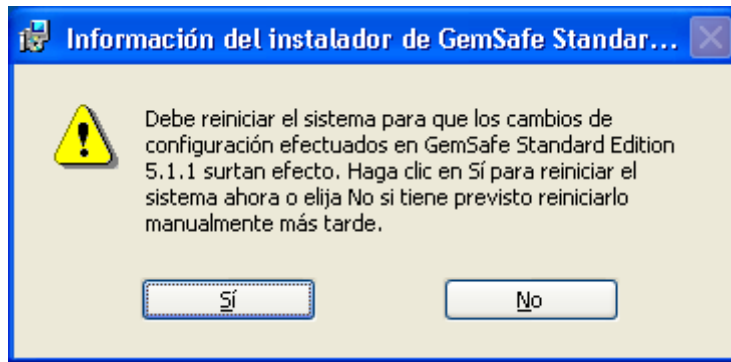 Información del instalador de GemSafe Standar...
Debe reiniciar el sistema para que los cambios de
configuración efectuados en GemSafe Standard Edition
5.1.1 surtan efecto. Haga clic en Sí para reiniciar el
sistema ahora o elija No si tiene previsto reiniciarlo
manualmente más tarde.
Sí
No